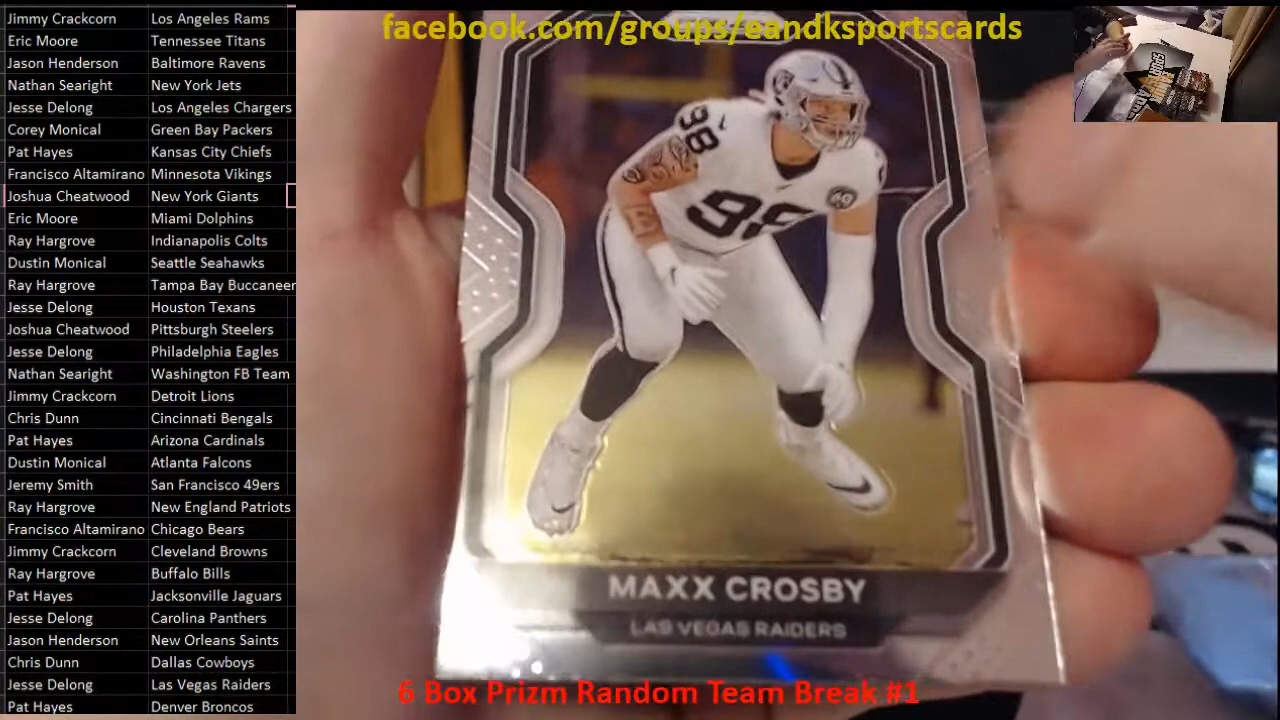 facebook.com/groups/eandksportscards
Jimmy Crackcorn Los Angeles Rams
Eric Moore Tennessee Titans
Jason Henderson Baltimore Ravens
Nathan Searight New York Jets
Jesse Delong Los Angeles Chargers
Corey Monical Green Bay Packers
Pat Hayes Kansas City Chiefs
Francisco Altamirano Minnesota Vikings
Joshua Cheatwood New York Giants
Eric Moore Miami Dolphins
Ray Hargrove Indianapolis Colts
Dustin Monical Seattle Seahawks
Ray Hargrove Tampa Bay Buccaneer
Jesse Delong Houston Texans
Joshua Cheatwood Pittsburgh Steelers
Jesse Delong Philadelphia Eagles
Nathan Searight Washington FB Team
Jimmy Crackcorn Detroit Lions
Chris Dunn Cincinnati Bengals
Pat Hayes Arizona Cardinals
Dustin Monical Atlanta Falcons
Jeremy Smith San Francisco 49ers
Ray Hargrove New England Patriots
Francisco Altamirano Chicago Bears
Jimmy Crackcorn Cleveland Browns
Ray Hargrove Buffalo Bills
Pat Hayes Jacksonville Jaguars
Jesse Delong Carolina Panthers
Jason Henderson New Orleans Saints
Chris Dunn Dallas Cowboys
Jesse Delong Las Vegas Raiders
Pat Hayes Denver Broncos
98
98
MAXX CROSBY
LAS VEGAS RAIDERS
6 Box Prizm Random Team Break #1